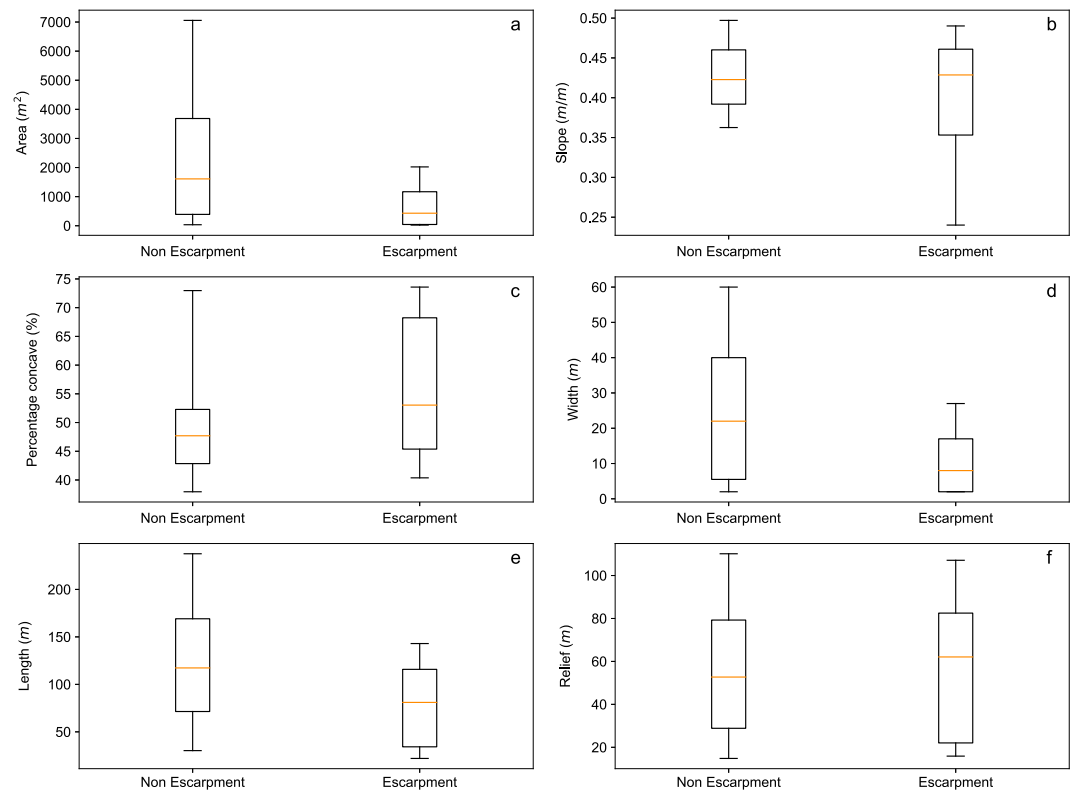 a
Area (m²)
7000
6000
5000
4000
3000
2000
1000
0
Non Escarpment
Escarpment
b
Slope (m/m)
0.50
0.45
0.40
0.35
0.30
0.25
Non Escarpment
Escarpment
c
Percentage concave (%)
75
70
65
60
55
50
45
40
Non Escarpment
Escarpment
d
Width (m)
60
50
40
30
20
10
0
Non Escarpment
Escarpment
e
Length (m)
200
150
100
50
Non Escarpment
Escarpment
f
Relief (m)
100
80
60
40
20
Non Escarpment
Escarpment